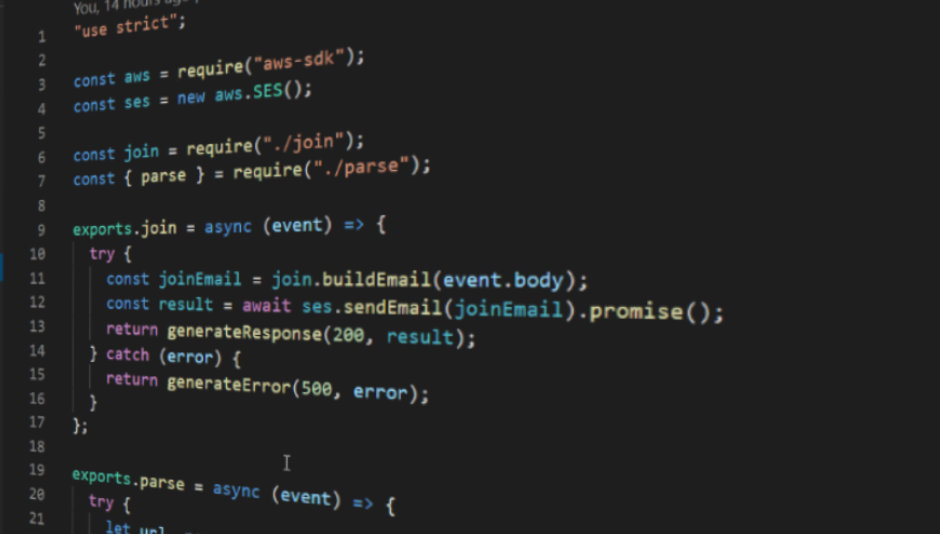 You, 14 hours ago
1 "use strict";
2
3 const aws = require("aws-sdk");
4 const ses = new aws.SES();
5
6 const join = require("./join");
7 const { parse } = require("./parse");
8
9 exports.join = async (event) => {
10 try {
11 const joinEmail = join.buildEmail(event.body);
12 const result = await ses.sendEmail(joinEmail).promise();
13 return generateResponse(200, result);
14 } catch (error) {
15 return generateError(500, error);
16 }
17 };
18
19 exports.parse = async (event) => {
20 try {
21 let url =